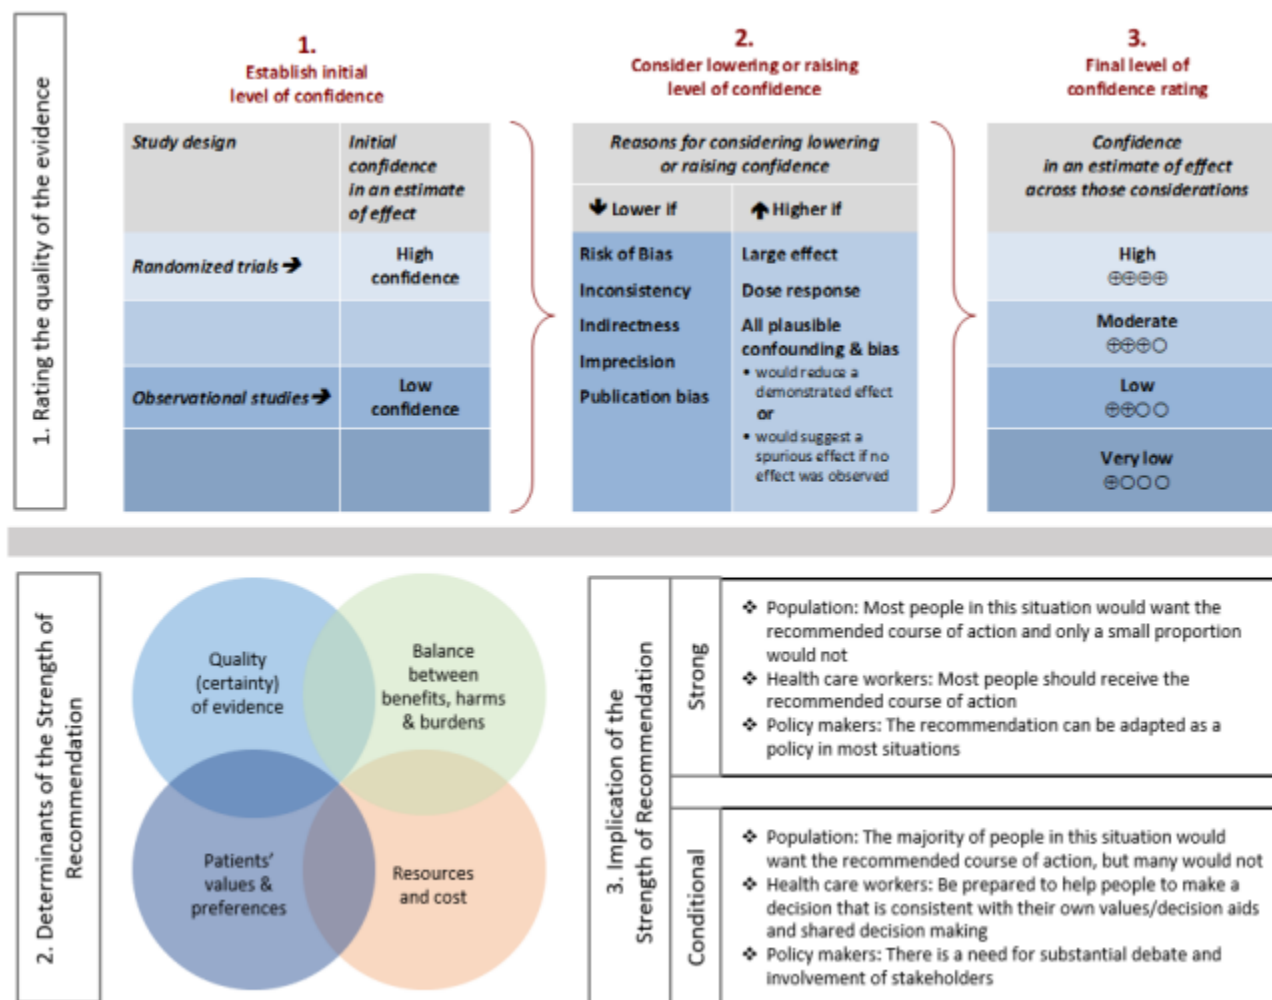 1. Rating the quality of the evidence
1.
Establish initial
level of confidence
Study design
Initial
confidence
in an estimate
of effect
Randomized trials ➔
High
confidence
Observational studies➔
Low
confidence
2.
Consider lowering or raising
level of confidence
Reasons for considering lowering
or raising confidence
🡇 Lower if
🡅 Higher if
Risk of Bias
Inconsistency
Indirectness
Imprecision
Publication bias
Large effect
Dose response
All plausible
confounding & bias
• would reduce a
demonstrated effect
or
• would suggest a
spurious effect if no
effect was observed
3.
Final level of
confidence rating
Confidence
in an estimate of effect
across those considerations
High
⊕⊕⊕⊕
Moderate
⊕⊕⊕○
Low
⊕⊕○○
Very low
⊕○○○
2. Determinants of the Strength of
Recommendation
Quality
(certainty)
of evidence
Balance
between
benefits, harms
& burdens
Patients'
values &
preferences
Resources
and cost
3. Implication of the
Strength of Recommendation
Strong
❖ Population: Most people in this situation would want the
recommended course of action and only a small proportion
would not
❖ Health care workers: Most people should receive the
recommended course of action
❖ Policy makers: The recommendation can be adapted as a
policy in most situations
Conditional
❖ Population: The majority of people in this situation would
want the recommended course of action, but many would not
❖ Health care workers: Be prepared to help people to make a
decision that is consistent with their own values/decision aids
and shared decision making
❖ Policy makers: There is a need for substantial debate and
involvement of stakeholders